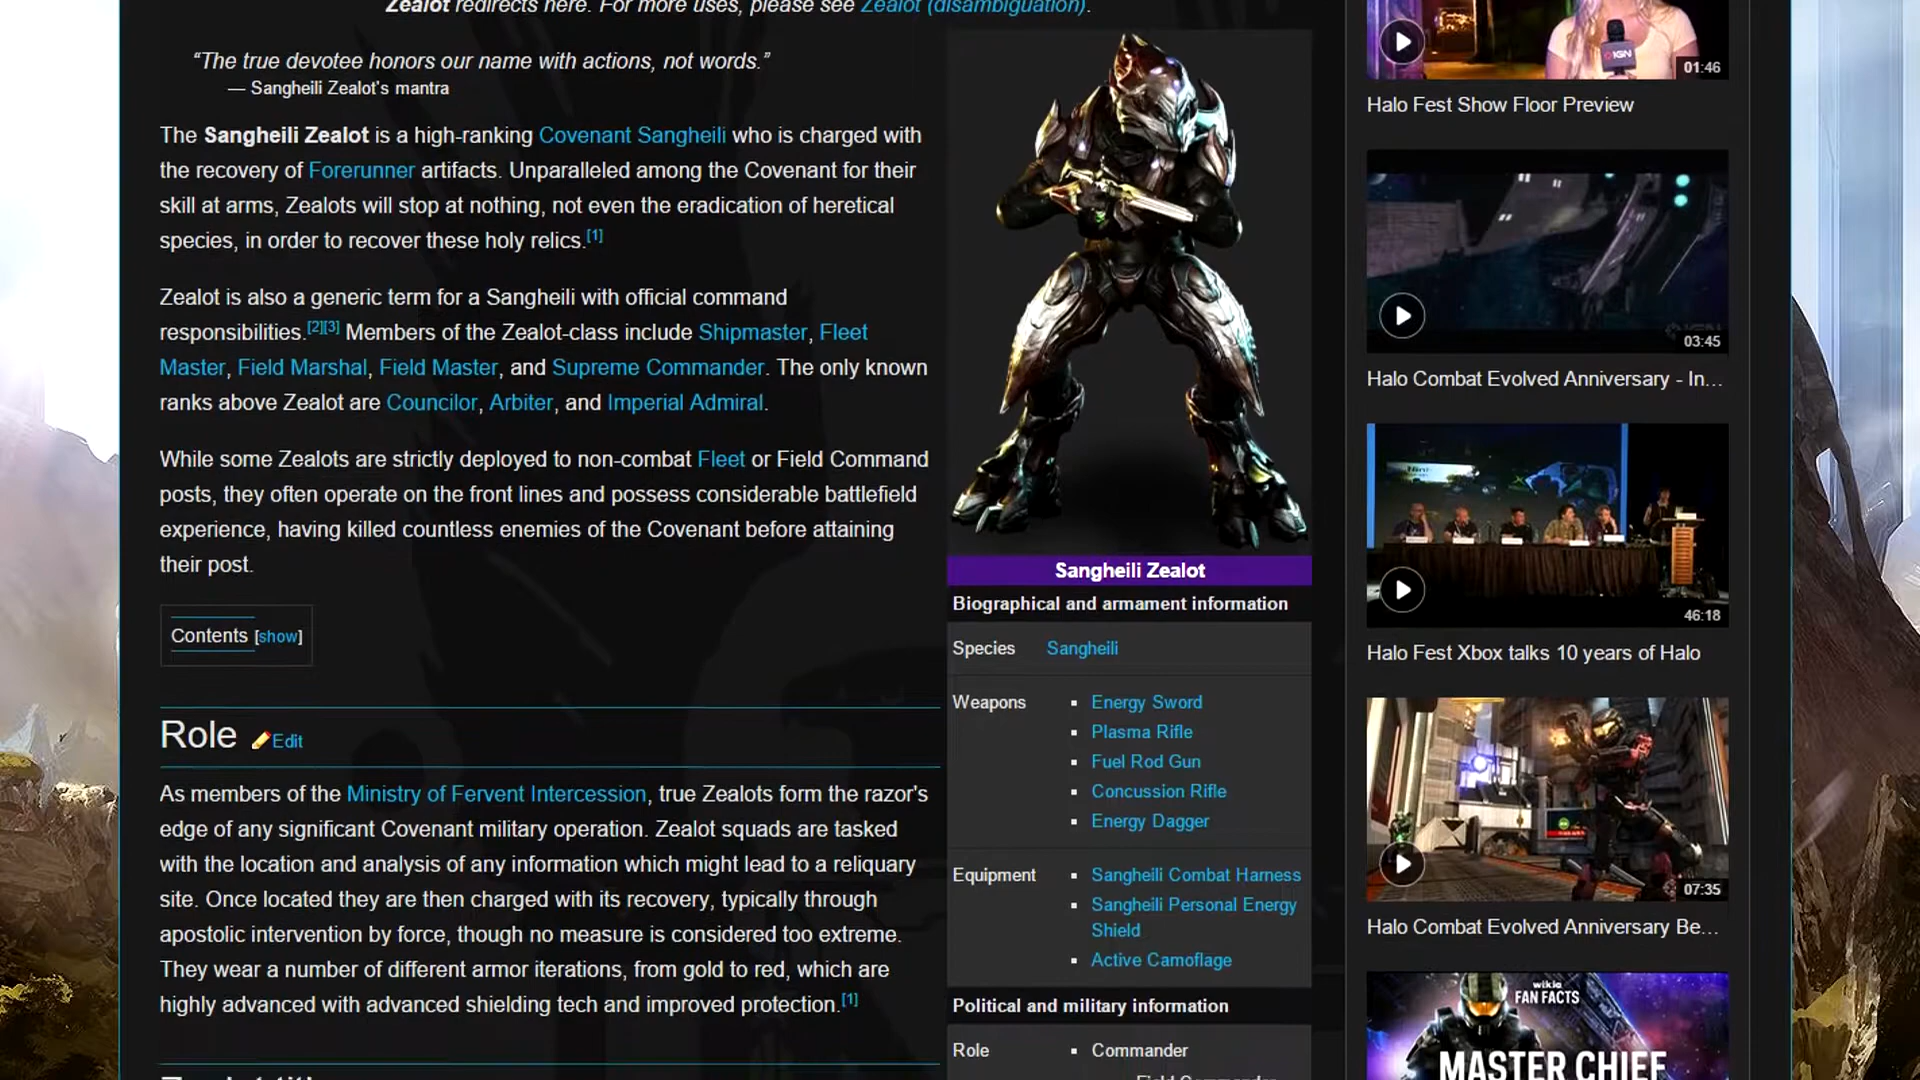 Zealot redirects here. For more uses, please see Zealot (disambiguation).
“The true devotee honors our name with actions, not words.”
— Sangheili Zealot's mantra
The Sangheili Zealot is a high-ranking Covenant Sangheili who is charged with
the recovery of Forerunner artifacts. Unparalleled among the Covenant for their
skill at arms, Zealots will stop at nothing, not even the eradication of heretical
species, in order to recover these holy relics.[1]
Zealot is also a generic term for a Sangheili with official command
responsibilities.[2][3] Members of the Zealot-class include Shipmaster, Fleet
Master, Field Marshal, Field Master, and Supreme Commander. The only known
ranks above Zealot are Councilor, Arbiter, and Imperial Admiral.
While some Zealots are strictly deployed to non-combat Fleet or Field Command
posts, they often operate on the front lines and possess considerable battlefield
experience, having killed countless enemies of the Covenant before attaining
their post.
Contents [show]
Role Edit
As members of the Ministry of Fervent Intercession, true Zealots form the razor's
edge of any significant Covenant military operation. Zealot squads are tasked
with the location and analysis of any information which might lead to a reliquary
site. Once located they are then charged with its recovery, typically through
apostolic intervention by force, though no measure is considered too extreme.
They wear a number of different armor iterations, from gold to red, which are
highly advanced with advanced shielding tech and improved protection.[1]
Sangheili Zealot
Biographical and armament information
Species Sangheili
Weapons
Energy Sword
Plasma Rifle
Fuel Rod Gun
Concussion Rifle
Energy Dagger
Equipment
Sangheili Combat Harness
Sangheili Personal Energy
Shield
Active Camoflage
Political and military information
Role
Commander
Field Commander
IGN
01:46
Halo Fest Show Floor Preview
IGN
03:45
Halo Combat Evolved Anniversary - In...
46:18
Halo Fest Xbox talks 10 years of Halo
07:35
Halo Combat Evolved Anniversary Be...
wikia
FAN FACTS
MASTER CHIEF